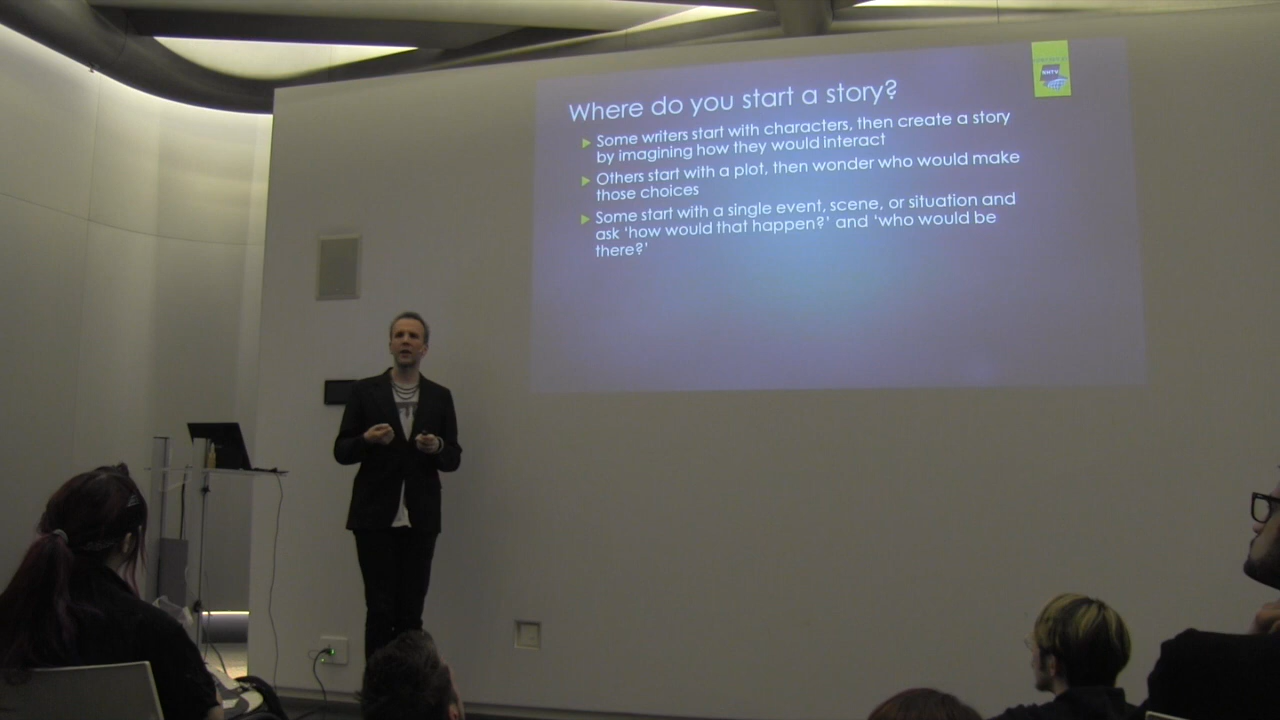 Where do you start a story?
Some writers start with characters, then create a story
by imagining how they would interact
Others start with a plot, then wonder who would make
those choices
Some start with a single event, scene, or situation and
ask ‘how would that happen?’ and ‘who would be
there?’